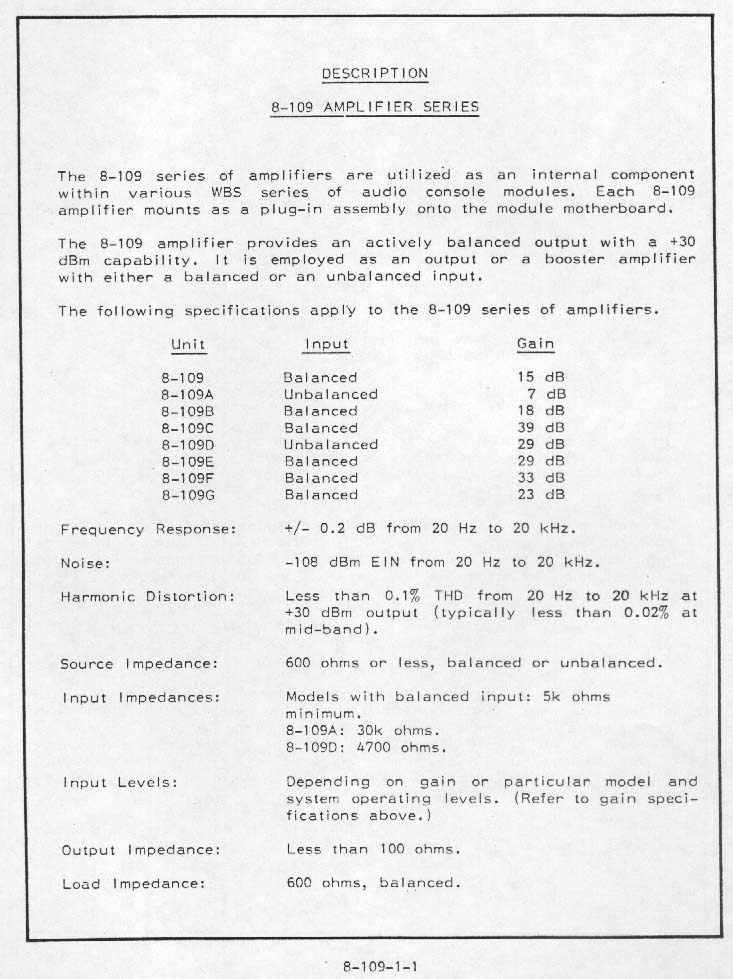 DESCRIPTION
8-109 AMPLIFIER SERIES
The 8-109 series of amplifiers are utilized as an internal component
within various WBS series of audio console modules. Each 8-109
amplifier mounts as a plug-in assembly onto the module motherboard.
The 8-109 amplifier provides an actively balanced output with a +30
dBm capability. It is employed as an output or a booster amplifier
with either a balanced or an unbalanced input.
The following specifications apply to the 8-109 series of amplifiers.
Unit Input Gain
8-109 Balanced 15 dB
8-109A Unbalanced 7 dB
8-109B Balanced 18 dB
8-109C Balanced 39 dB
8-109D Unbalanced 29 dB
8-109E Balanced 29 dB
8-109F Balanced 33 dB
8-109G Balanced 23 dB
Frequency Response: +/- 0.2 dB from 20 Hz to 20 kHz.
Noise: -108 dBm EIN from 20 Hz to 20 kHz.
Harmonic Distortion: Less than 0.1% THD from 20 Hz to 20 kHz at
+30 dBm output (typically less than 0.02% at
mid-band).
Source Impedance: 600 ohms or less, balanced or unbalanced.
Input Impedances: Models with balanced input: 5k ohms
minimum.
8-109A: 30k ohms.
8-109D: 4700 ohms.
Input Levels: Depending on gain or particular model and
system operating levels. (Refer to gain speci-
fications above.)
Output Impedance: Less than 100 ohms.
Load Impedance: 600 ohms, balanced.
8-109-1-1